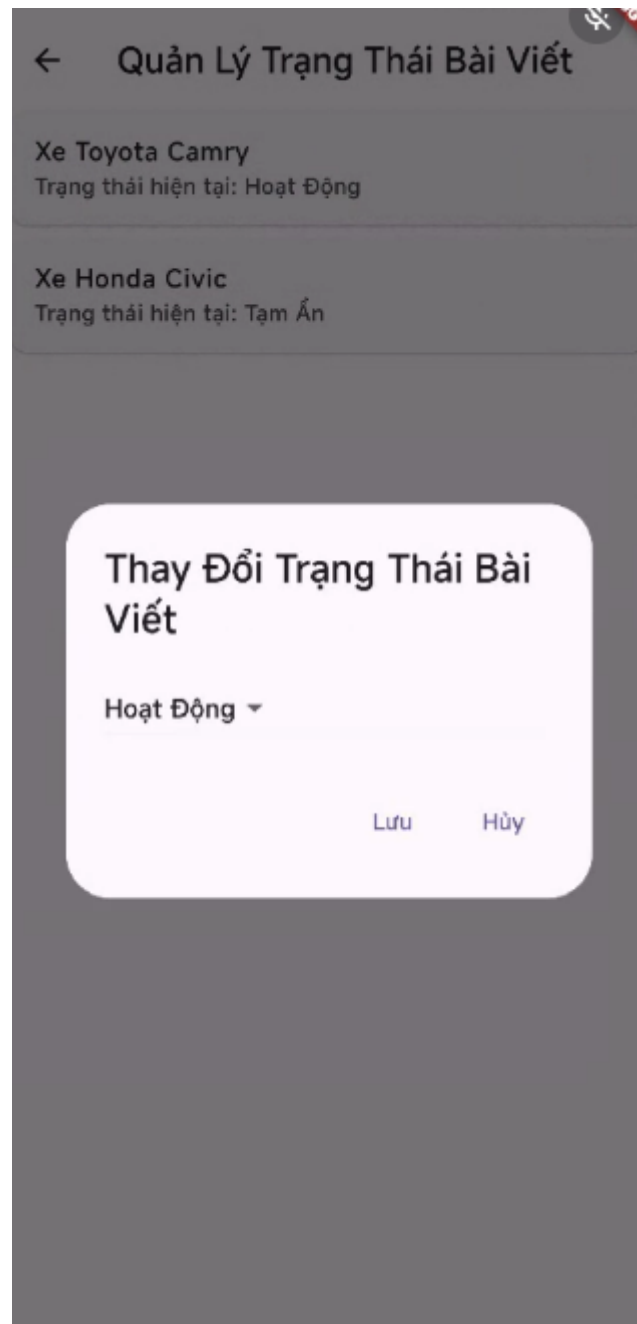 Quản Lý Trạng Thái Bài Viết
Xe Toyota Camry
Trạng thái hiện tại: Hoạt Động
Xe Honda Civic
Trạng thái hiện tại: Tạm Ẩn
Thay Đổi Trạng Thái Bài
Viết
Hoạt Động
Lưu
Hủy